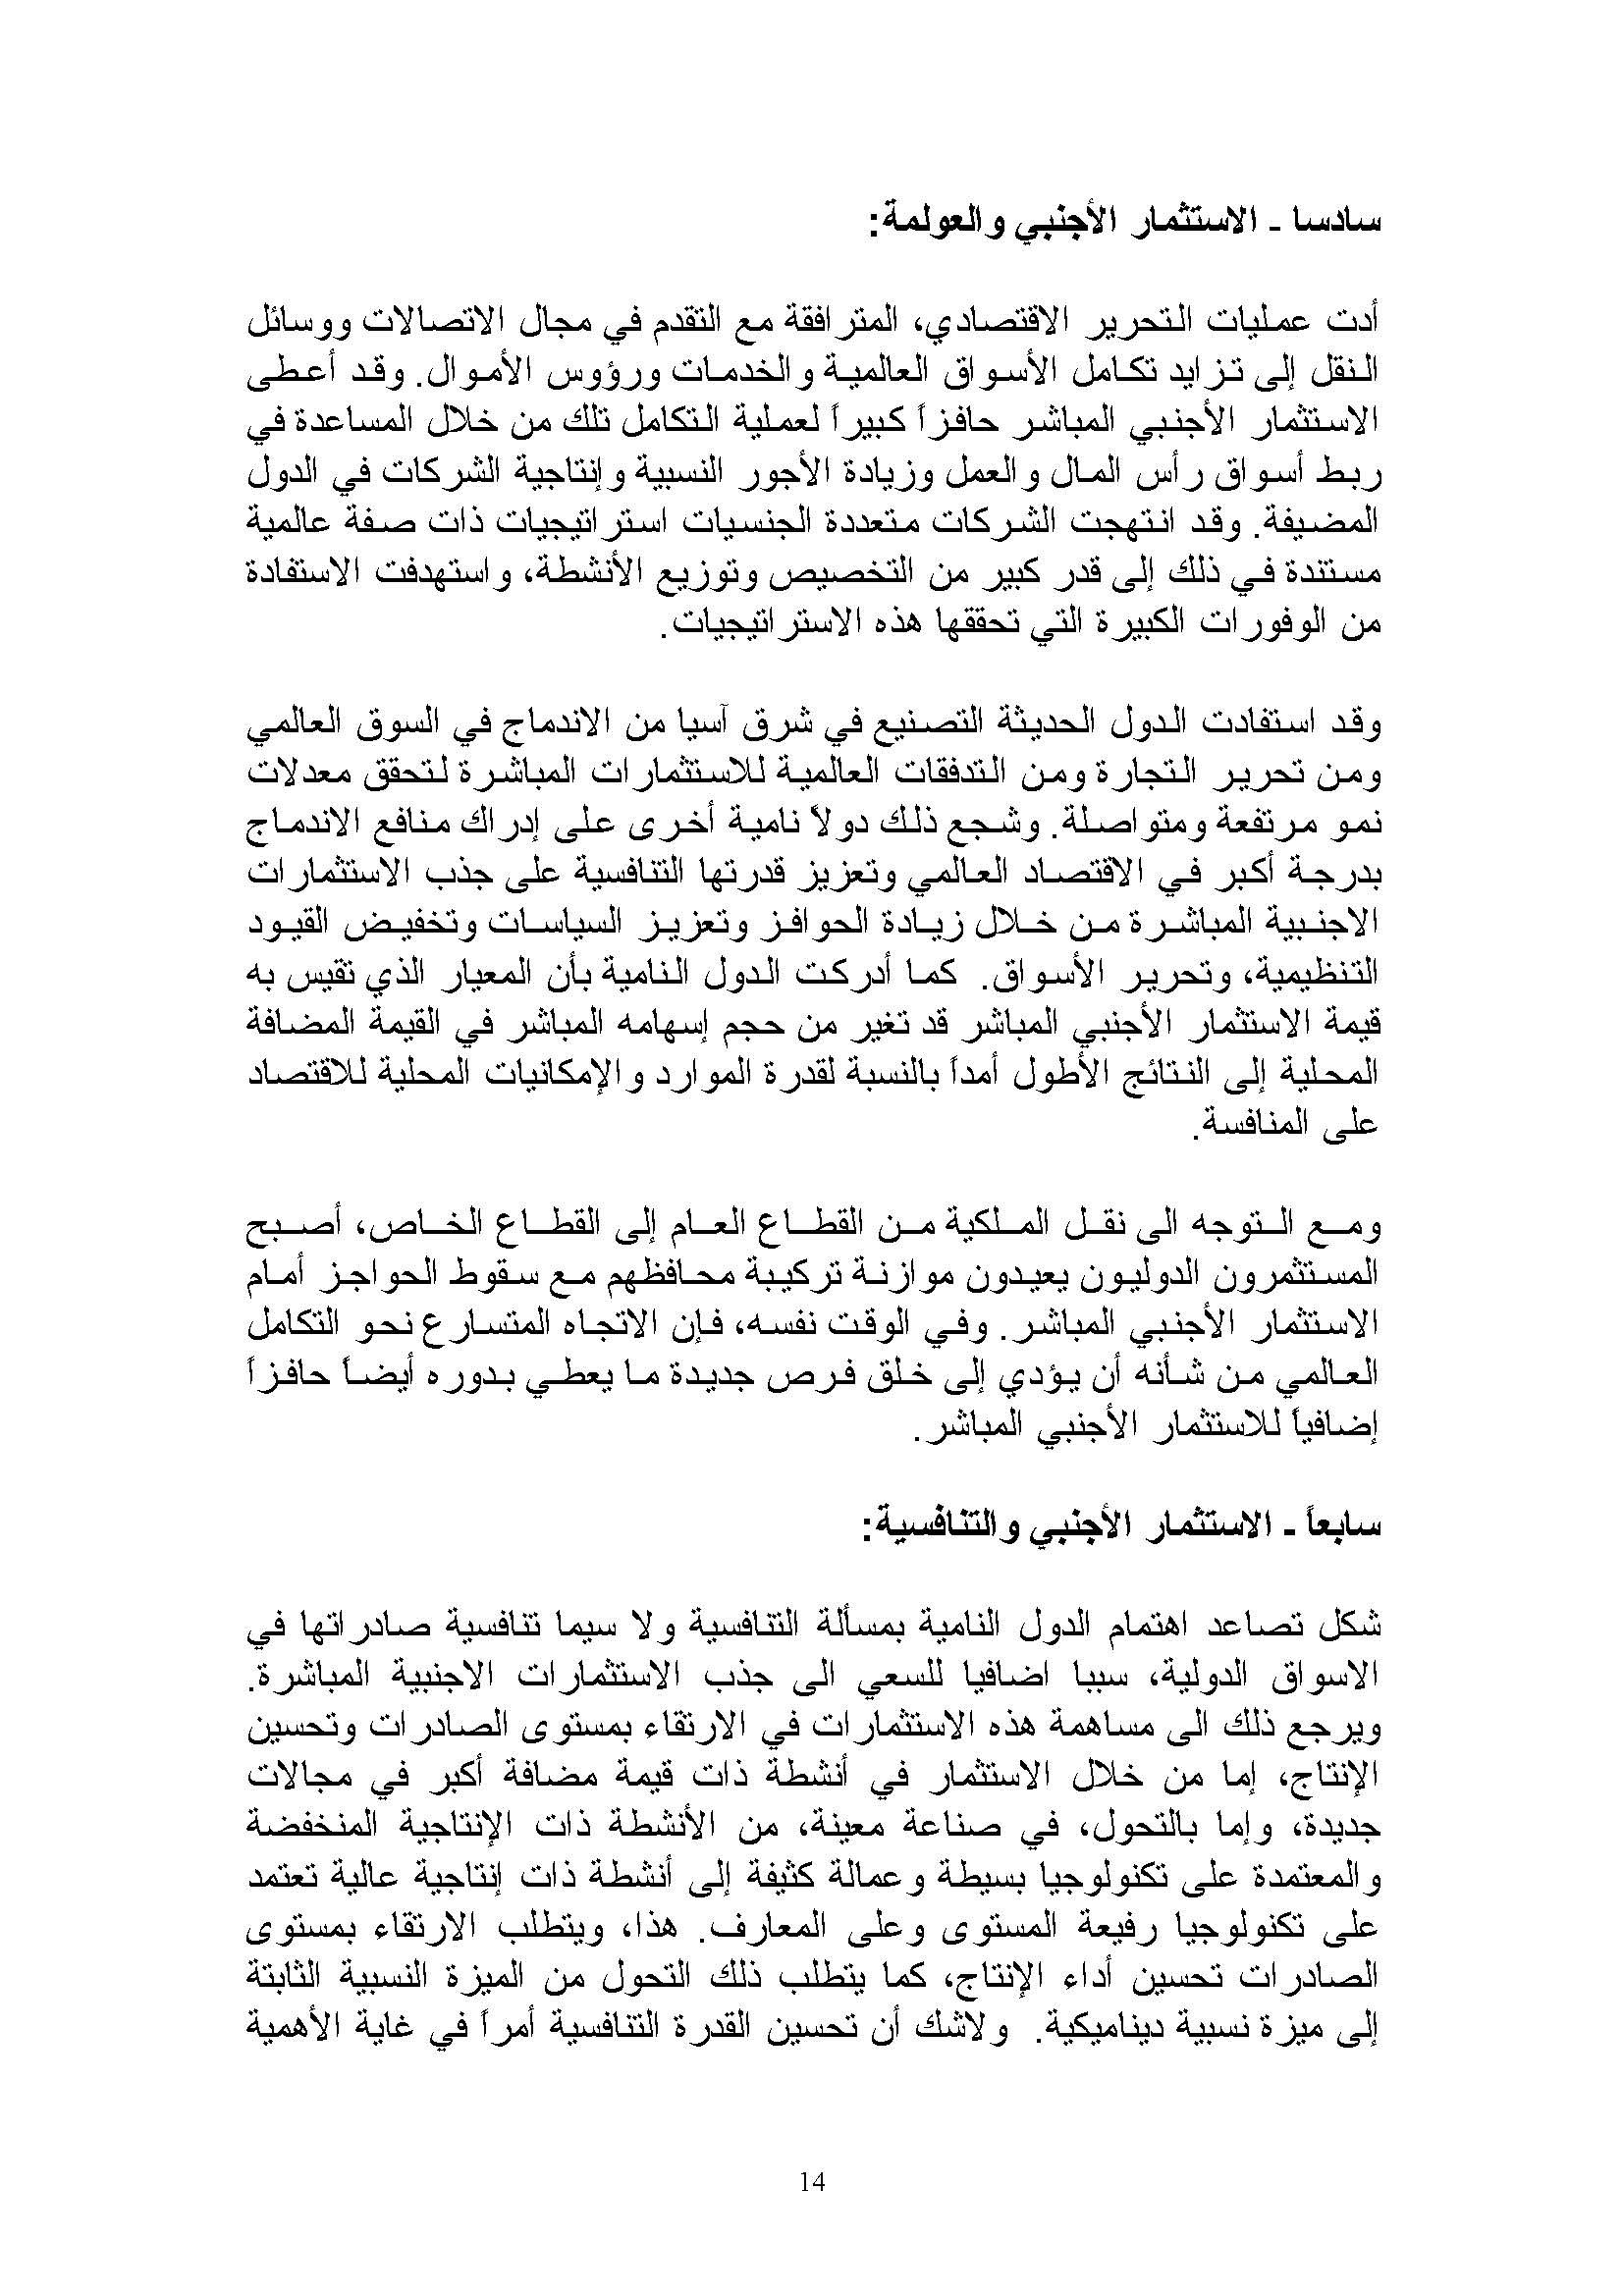 سادسا - الاستثمار الأجنبي والعولمة:
أدت عمليات التحرير الاقتصادي، المترافقة مع التقدم في مجال الاتصالات ووسائل
النقل إلى تزايد تكامل الأسواق العالمية والخدمات ورؤوس الأموال. وقد أعطى
الاستثمار الأجنبي المباشر حافزاً كبيراً لعملية التكامل تلك من خلال المساعدة في
ربط أسواق رأس المال والعمل وزيادة الأجور النسبية وإنتاجية الشركات في الدول
المضيفة. وقد انتهجت الشركات متعددة الجنسيات استراتيجيات ذات صفة عالمية
مستندة في ذلك إلى قدر كبير من التخصيص وتوزيع الأنشطة، واستهدفت الاستفادة
من الوفورات الكبيرة التي تحققها هذه الاستراتيجيات.
وقد استفادت الدول الحديثة التصنيع في شرق آسيا من الاندماج في السوق العالمي
ومن تحرير التجارة ومن التدفقات العالمية للاستثمارات المباشرة لتحقق معدلات
نمو مرتفعة ومتواصلة. وشجع ذلك دولاً نامية أخرى على إدراك منافع الاندماج
بدرجة أكبر في الاقتصاد العالمي وتعزيز قدرتها التنافسية على جذب الاستثمارات
الاجنبية المباشرة من خلال زيادة الحوافز وتعزيز السياسات وتخفيض القيود
التنظيمية، وتحرير الأسواق. كما أدركت الدول النامية بأن المعيار الذي تقيس به
قيمة الاستثمار الأجنبي المباشر قد تغير من حجم إسهامه المباشر في القيمة المضافة
المحلية إلى النتائج الأطول أمداً بالنسبة لقدرة الموارد والإمكانيات المحلية للاقتصاد
على المنافسة.
ومع التوجه الى نقل الملكية من القطاع العام إلى القطاع الخاص، أصبح
المستثمرون الدوليون يعيدون موازنة تركيبة محافظهم مع سقوط الحواجز أمام
الاستثمار الأجنبي المباشر. وفي الوقت نفسه، فإن الاتجاه المتسارع نحو التكامل
العالمي من شأنه أن يؤدي إلى خلق فرص جديدة ما يعطي بدوره أيضاً حافزاً
إضافياً للاستثمار الأجنبي المباشر.
سابعاً - الاستثمار الأجنبي والتنافسية:
شكل تصاعد اهتمام الدول النامية بمسألة التنافسية ولا سيما تنافسية صادراتها في
الاسواق الدولية، سببا اضافيا للسعي الى جذب الاستثمارات الاجنبية المباشرة.
ويرجع ذلك الى مساهمة هذه الاستثمارات في الارتقاء بمستوى الصادرات وتحسين
الإنتاج، إما من خلال الاستثمار في أنشطة ذات قيمة مضافة أكبر في مجالات
جديدة، وإما بالتحول، في صناعة معينة، من الأنشطة ذات الإنتاجية المنخفضة
والمعتمدة على تكنولوجيا بسيطة وعمالة كثيفة إلى أنشطة ذات إنتاجية عالية تعتمد
على تكنولوجيا رفيعة المستوى وعلى المعارف. هذا، ويتطلب الارتقاء بمستوى
الصادرات تحسين أداء الإنتاج، كما يتطلب ذلك التحول من الميزة النسبية الثابتة
إلى ميزة نسبية ديناميكية. ولاشك أن تحسين القدرة التنافسية أمراً في غاية الأهمية
14